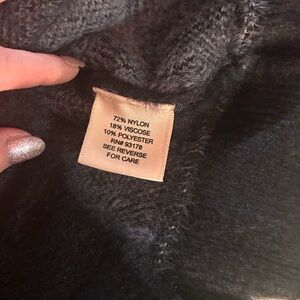 72% NYLON
18% VISCOSE
10% POLYESTER
RN# 93178
SEE REVERSE
FOR CARE